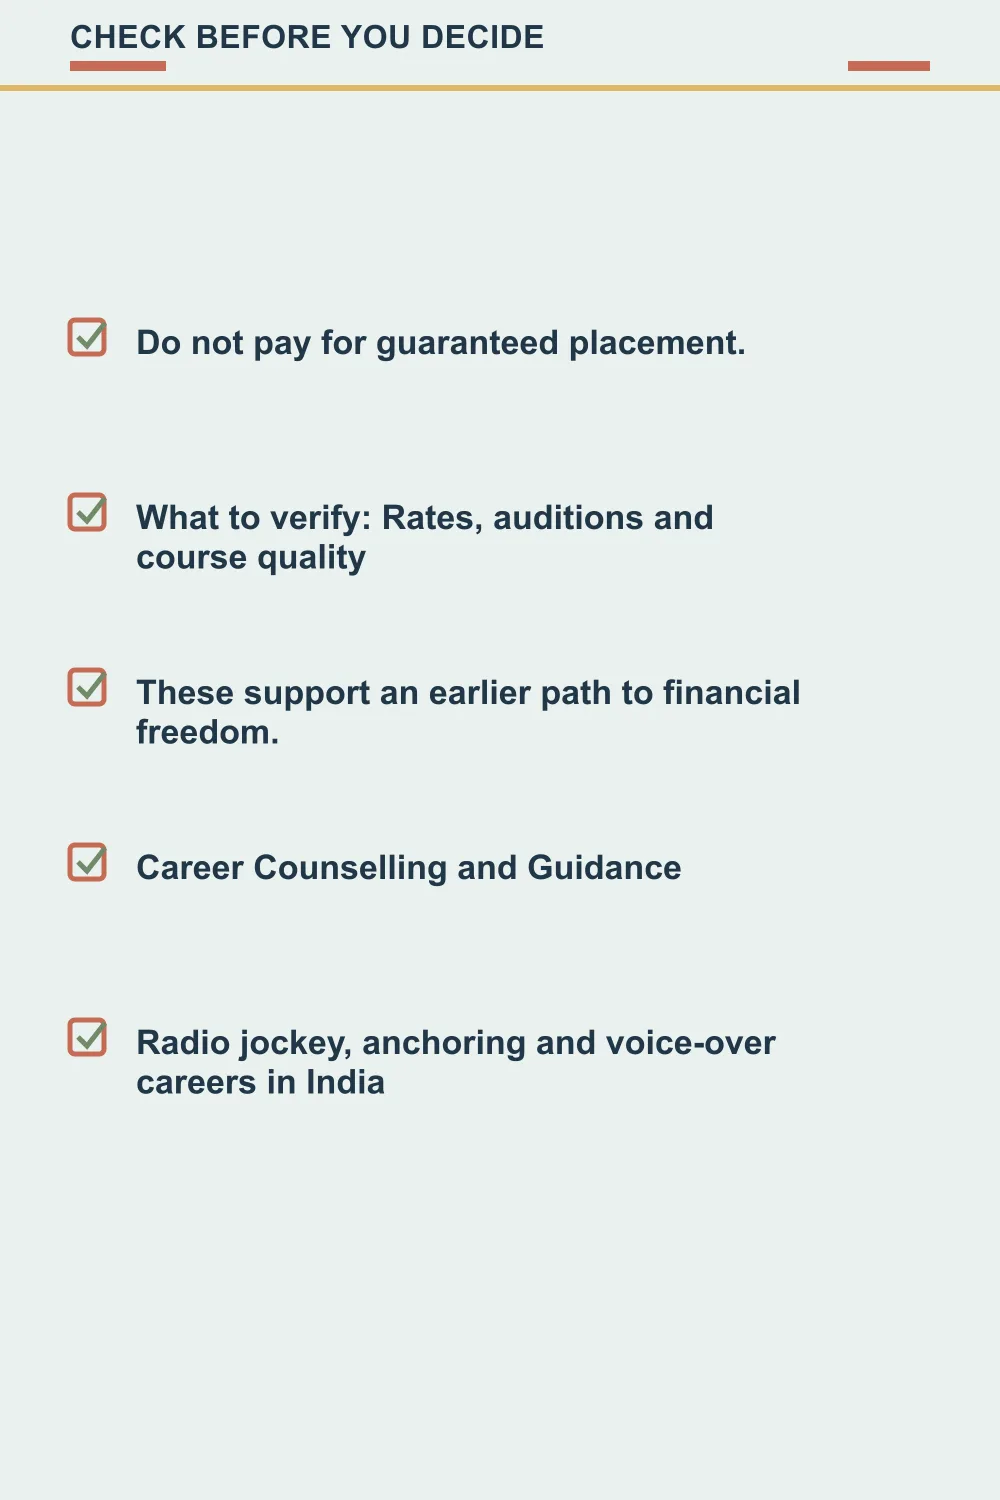 CHECK BEFORE YOU DECIDE
Do not pay for guaranteed placement.
What to verify: Rates, auditions and
course quality
These support an earlier path to financial
freedom.
Career Counselling and Guidance
Radio jockey, anchoring and voice-over
careers in India